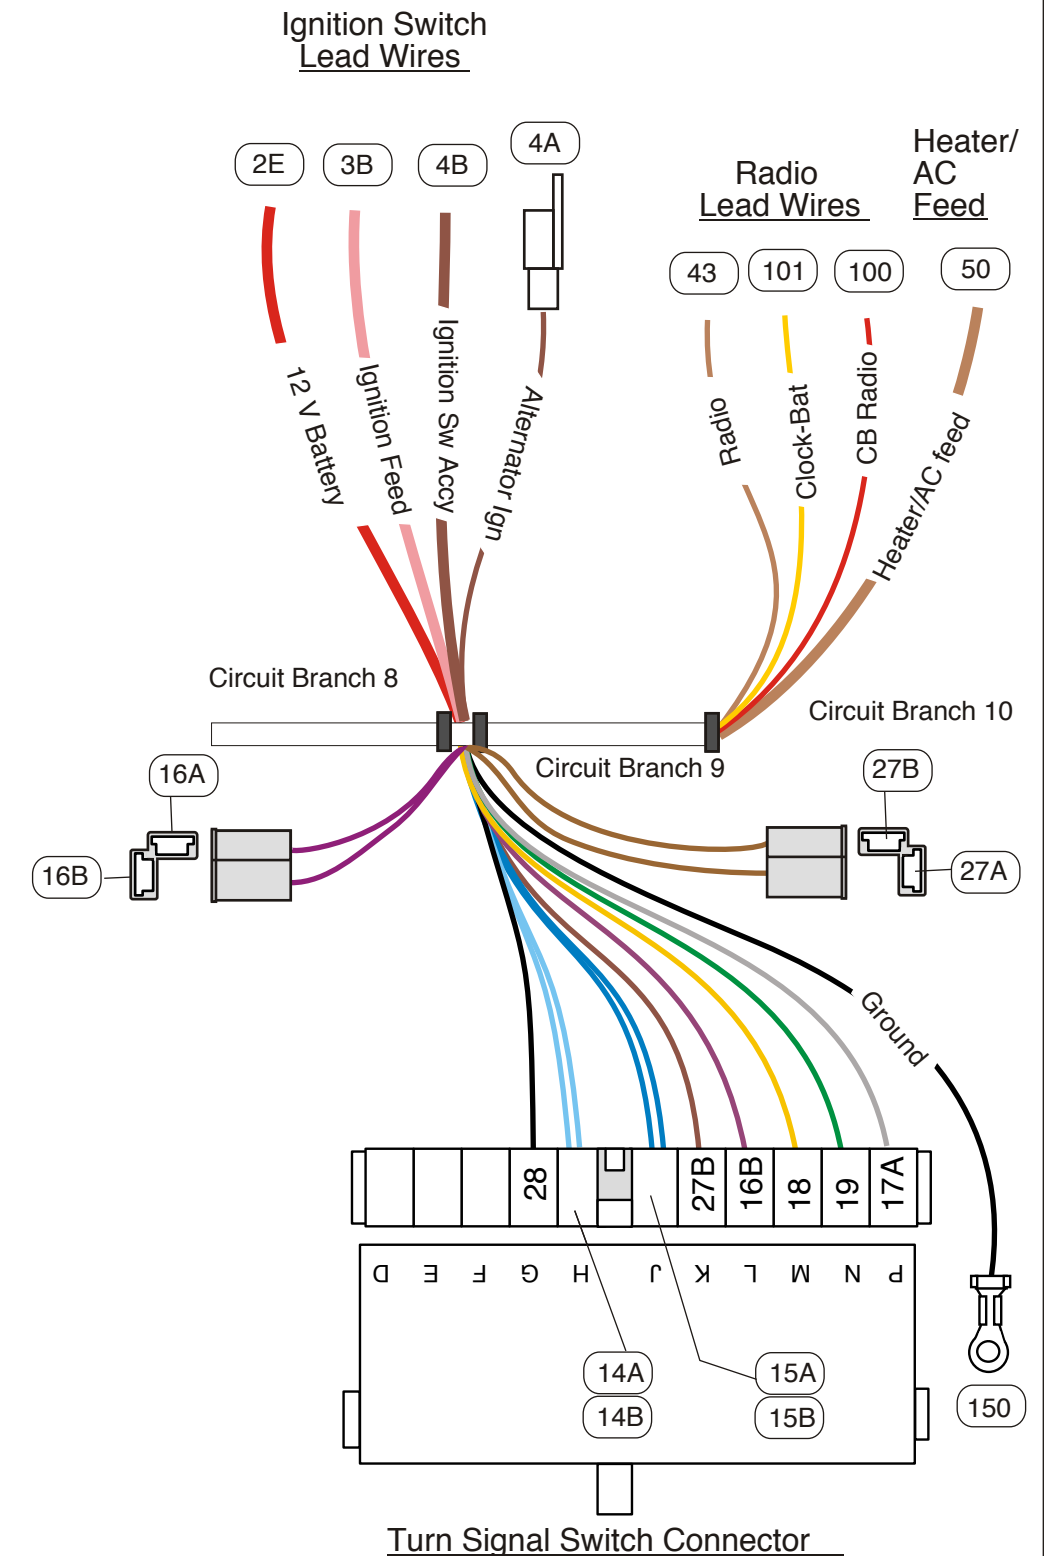 Ignition Switch
Lead Wires
2E
3B
4B
4A
Radio
Lead Wires
Heater/
AC
Feed
43
101
100
50
12 V Battery
Ignition Feed
Ignition Sw Accy
Alternator Ign
Radio
Clock-Bat
CB Radio
Heater/AC feed
Circuit Branch 8
Circuit Branch 10
Circuit Branch 9
16A
16B
27B
27A
Ground
28
27B
16B
18
19
17A
D E F G H J K L M N P
14A
14B
15A
15B
150
Turn Signal Switch Connector